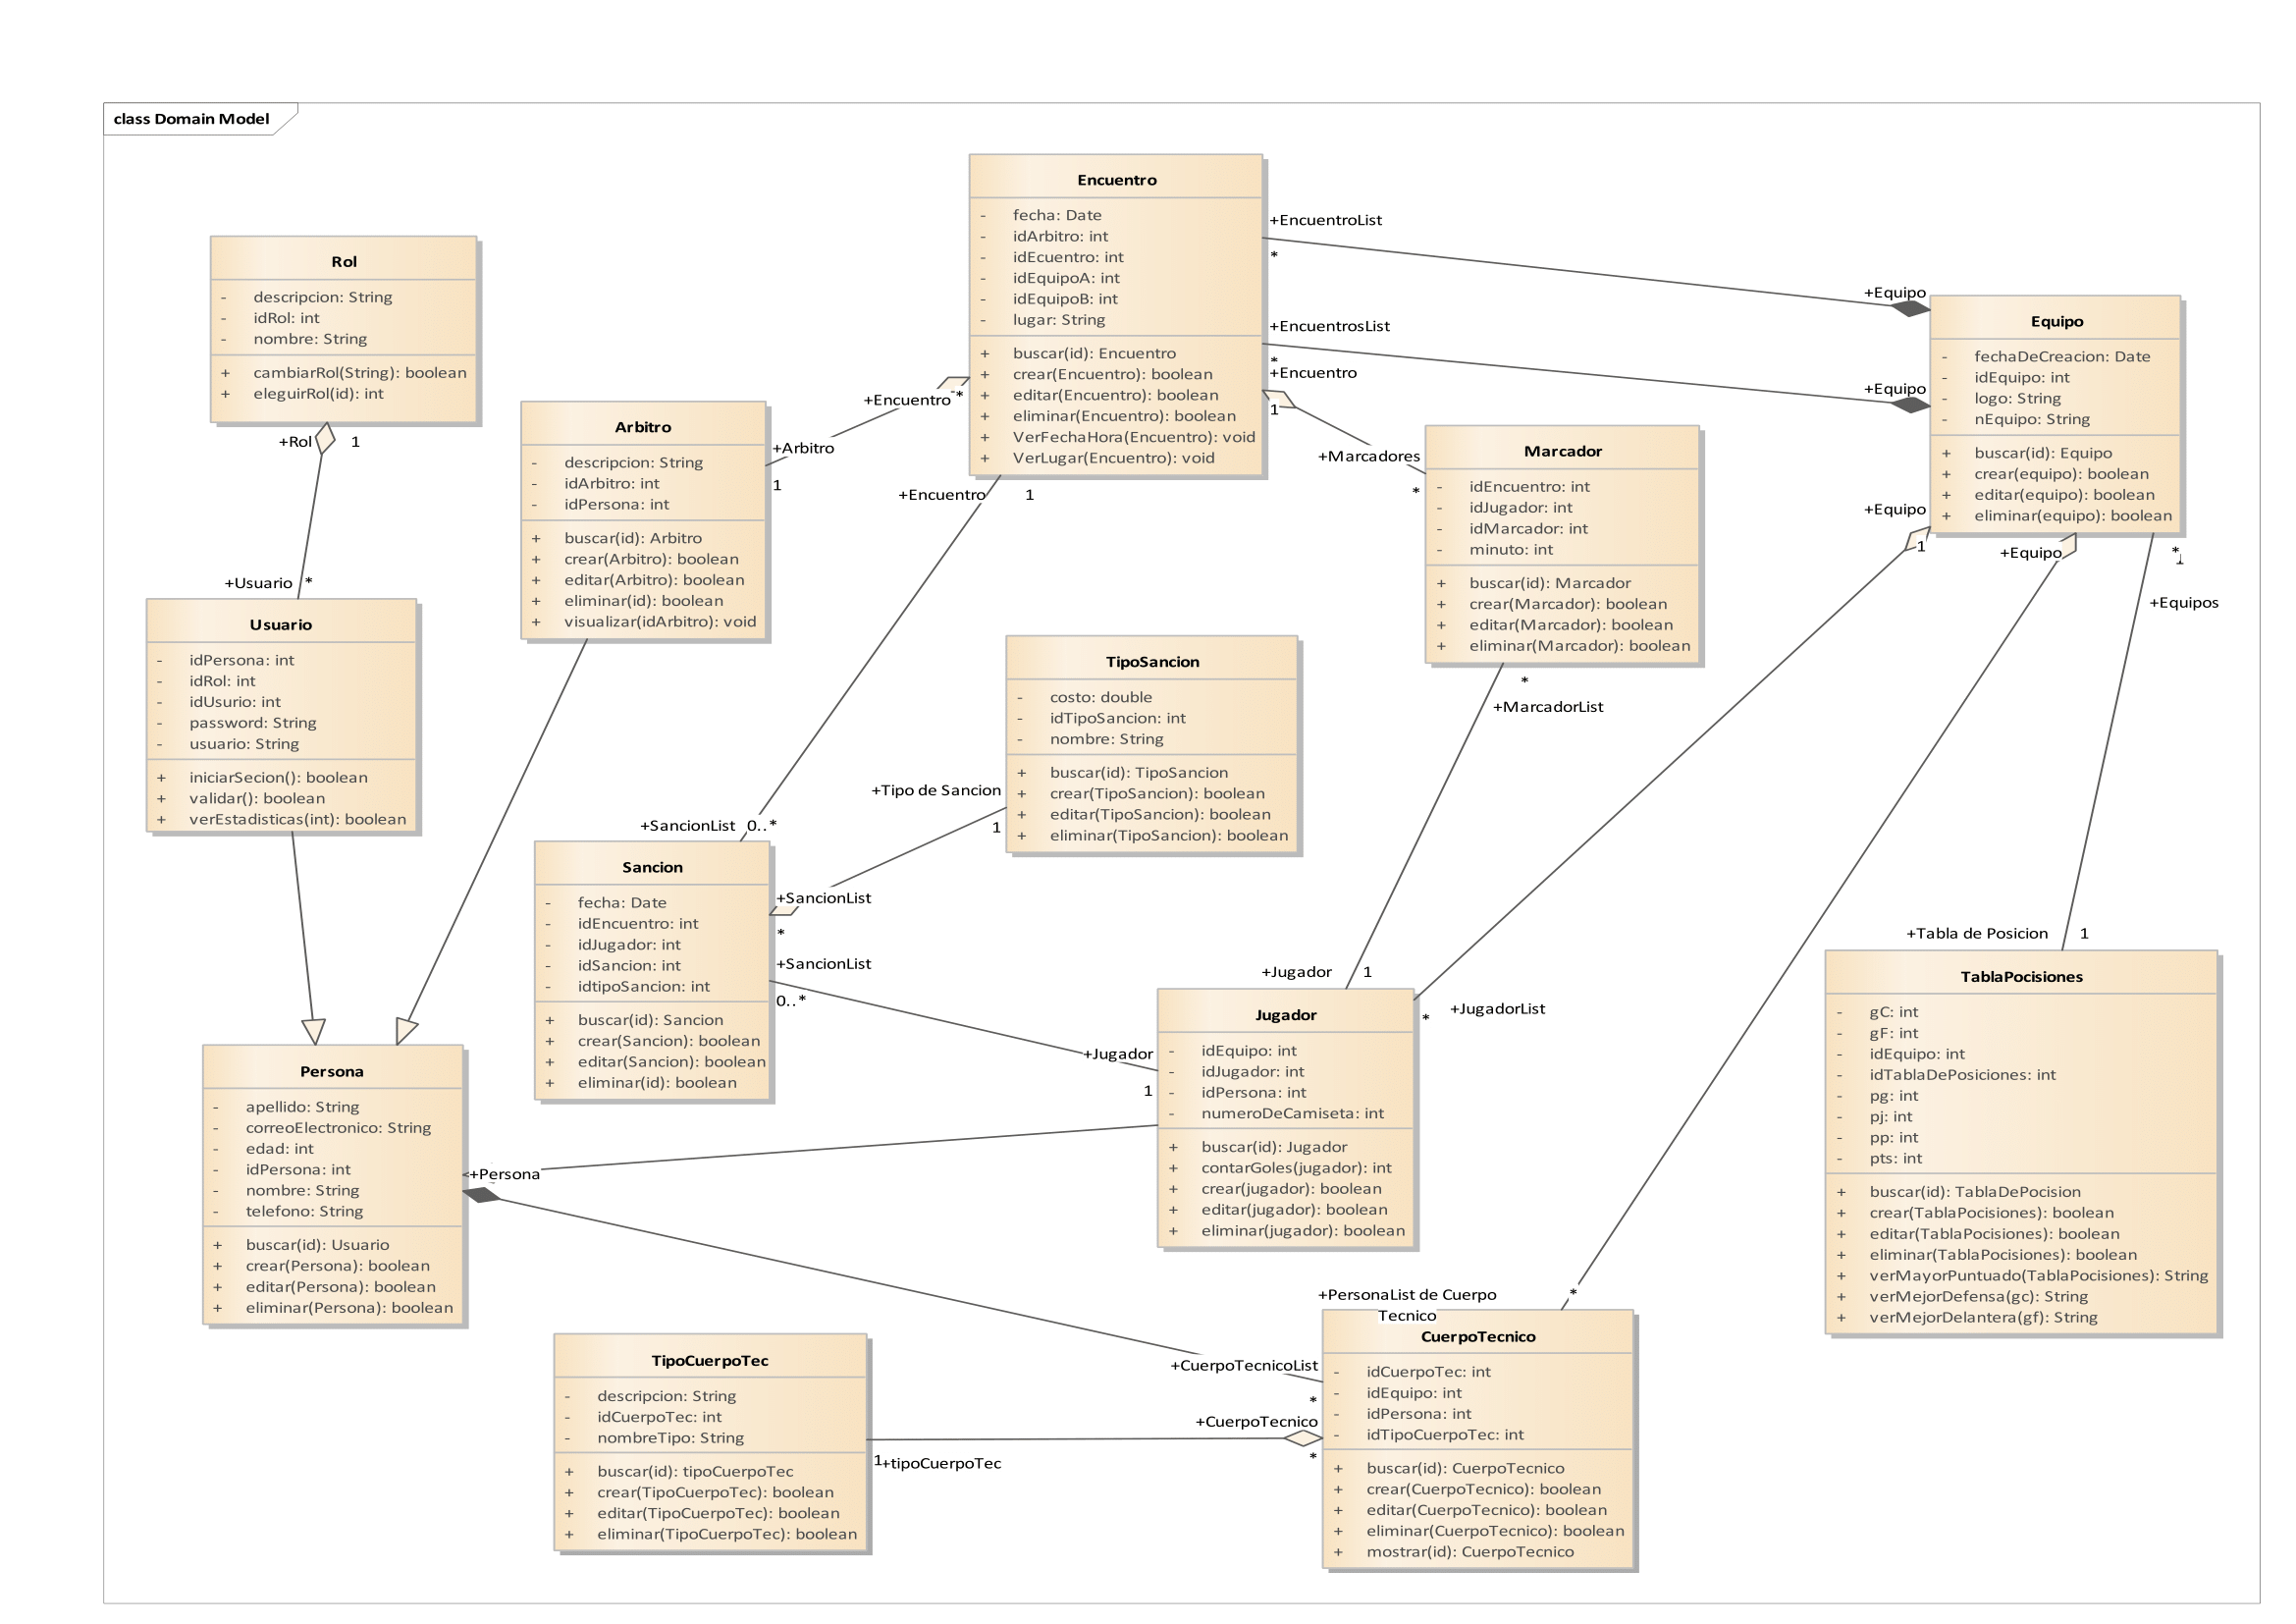 class Domain Model
Encuentro
- fecha: Date
- idArbitro: int
- idEcuentro: int
- idEquipoA: int
- idEquipoB: int
- lugar: String
+ buscar(id): Encuentro
+ crear(Encuentro): boolean
+ editar(Encuentro): boolean
+ eliminar(Encuentro): boolean
+ VerFechaHora(Encuentro): void
+ VerLugar(Encuentro): void
+EncuentroList
*
+Equipo
+EncuentrosList
*
+Equipo
+Encuentro
1
+Marcadores
*
+Encuentro
*
+Arbitro
1
+Encuentro
1
Rol
- descripcion: String
- idRol: int
- nombre: String
+ cambiarRol(String): boolean
+ eleguirRol(id): int
+Rol
1
+Usuario
*
Equipo
- fechaDeCreacion: Date
- idEquipo: int
- logo: String
- nEquipo: String
+ buscar(id): Equipo
+ crear(equipo): boolean
+ editar(equipo): boolean
+ eliminar(equipo): boolean
+Equipo
1
+Equipo
1
*
+Equipos
Arbitro
- descripcion: String
- idArbitro: int
- idPersona: int
+ buscar(id): Arbitro
+ crear(Arbitro): boolean
+ editar(Arbitro): boolean
+ eliminar(id): boolean
+ visualizar(idArbitro): void
Marcador
- idEncuentro: int
- idJugador: int
- idMarcador: int
- minuto: int
+ buscar(id): Marcador
+ crear(Marcador): boolean
+ editar(Marcador): boolean
+ eliminar(Marcador): boolean
*
+MarcadorList
Usuario
- idPersona: int
- idRol: int
- idUsurio: int
- password: String
- usuario: String
+ iniciarSecion(): boolean
+ validar(): boolean
+ verEstadisticas(int): boolean
TipoSancion
- costo: double
- idTipoSancion: int
- nombre: String
+ buscar(id): TipoSancion
+ crear(TipoSancion): boolean
+ editar(TipoSancion): boolean
+ eliminar(TipoSancion): boolean
+Tipo de Sancion
1
+SancionList 0..*
Sancion
- fecha: Date
- idEncuentro: int
- idJugador: int
- idSancion: int
- idtipoSancion: int
+ buscar(id): Sancion
+ crear(Sancion): boolean
+ editar(Sancion): boolean
+ eliminar(id): boolean
+SancionList
*
+SancionList
0..*
+Jugador
1
+Jugador
1
*
+JugadorList
+Tabla de Posicion
1
Jugador
- idEquipo: int
- idJugador: int
- idPersona: int
- numeroDeCamiseta: int
+ buscar(id): Jugador
+ contarGoles(jugador): int
+ crear(jugador): boolean
+ editar(jugador): boolean
+ eliminar(jugador): boolean
TablaPocisiones
- gC: int
- gF: int
- idEquipo: int
- idTablaDePosiciones: int
- pg: int
- pj: int
- pp: int
- pts: int
+ buscar(id): TablaDePocision
+ crear(TablaPocisiones): boolean
+ editar(TablaPocisiones): boolean
+ eliminar(TablaPocisiones): boolean
+ verMayorPuntuado(TablaPocisiones): String
+ verMejorDefensa(gc): String
+ verMejorDelantera(gf): String
Persona
- apellido: String
- correoElectronico: String
- edad: int
- idPersona: int
- nombre: String
- telefono: String
+ buscar(id): Usuario
+ crear(Persona): boolean
+ editar(Persona): boolean
+ eliminar(Persona): boolean
+Persona
+PersonaList de Cuerpo
Tecnico
*
CuerpoTecnico
- idCuerpoTec: int
- idEquipo: int
- idPersona: int
- idTipoCuerpoTec: int
+ buscar(id): CuerpoTecnico
+ crear(CuerpoTecnico): boolean
+ editar(CuerpoTecnico): boolean
+ eliminar(CuerpoTecnico): boolean
+ mostrar(id): CuerpoTecnico
+CuerpoTecnicoList
*
+CuerpoTecnico
*
TipoCuerpoTec
- descripcion: String
- idCuerpoTec: int
- nombreTipo: String
+ buscar(id): tipoCuerpoTec
+ crear(TipoCuerpoTec): boolean
+ editar(TipoCuerpoTec): boolean
+ eliminar(TipoCuerpoTec): boolean
1
+tipoCuerpoTec